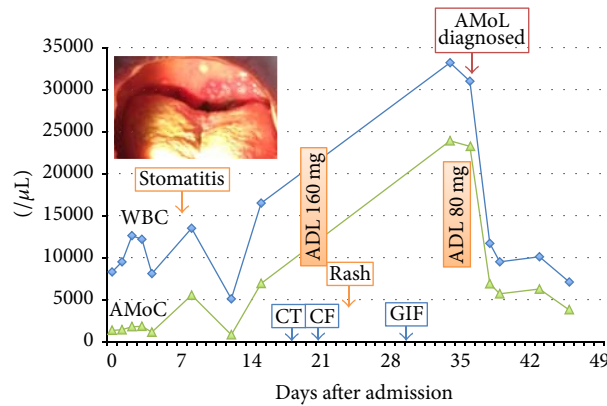 AMoL
diagnosed
35000
30000
25000
20000
15000
10000
5000
0
(/μL)
Stomatitis
WBC
AMoC
ADL 160 mg
ADL 80 mg
Rash
CT
CF
GIF
0 7 14 21 28 35 42 49
Days after admission